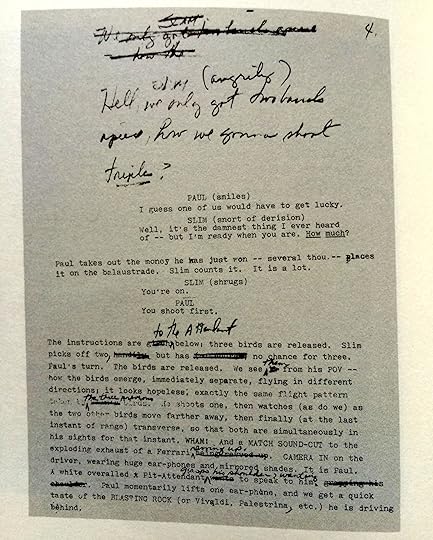 4.
We only got
how the
Slim (angrily)
Hell, we only got two hands
apiece, how we gonna shoot
triple?
PAUL (smiles)
I guess one of us would have to get lucky.
SLIM (snort of derision)
Well, it's the damnest thing I ever heard
of -- but I'm ready when you are. How much?
Paul takes out the money he has just won -- several thou. -- places
it on the balaustrade. Slim counts it. It is a lot.
SLIM (shrugs)
You're on.
PAUL
You shoot first.
to the Attendant
The instructions are below; three birds are released. Slim
picks off two, but has no chance for three.
Paul's turn. The birds are released. We see them from his POV --
how the birds emerge, immediately separate, flying in different
directions; it looks hopeless; exactly the same flight pattern
the three previous
birds. He shoots one, then watches (as do we) as
the two other birds move farther away, then finally (at the last
instant of range) transverse, so that both are simultaneously in
his sights for that instant. WHAM! And a MATCH SOUND-CUT to the
exploding exhaust of a Ferrari CAMERA IN on the
driver, wearing huge ear-phones and mirrored shades. It is Paul.
A white overalled Pit-Attendant to speak to him
Paul momentarily lifts one ear-phone, and we get a quick
taste of the BLASTING ROCK (or Vivaldi, Palestrina, etc.) he is driving
behind.